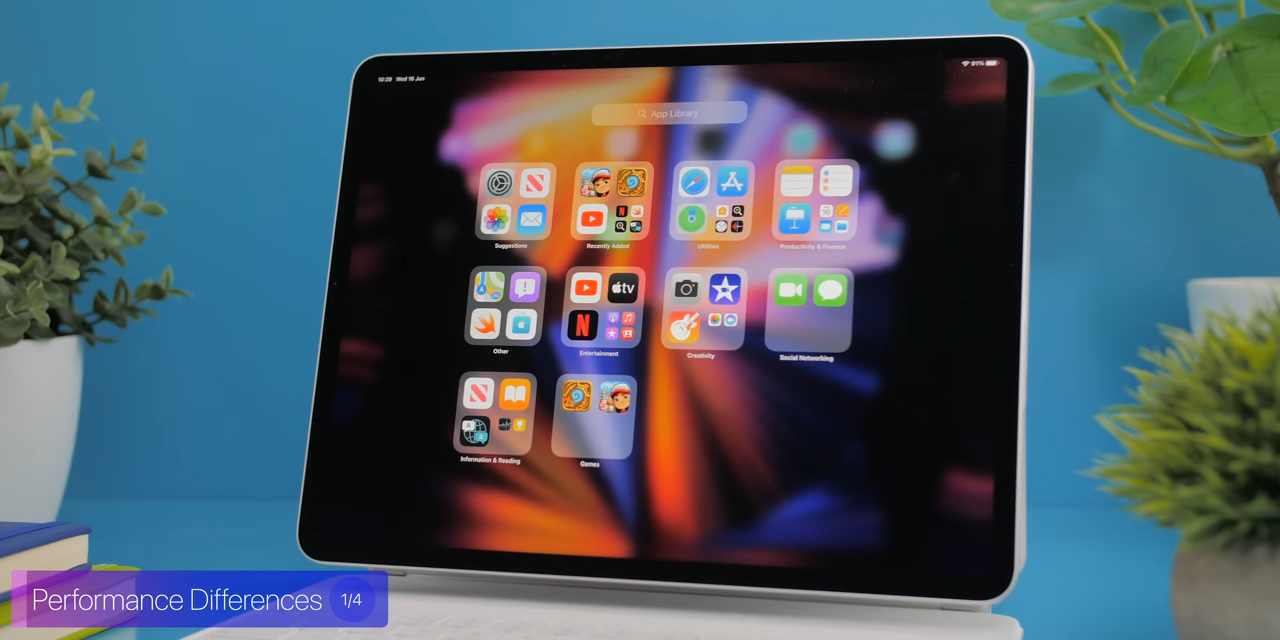 10:39 Wed 16 Jun
91%
App Library
Suggestions
Recently Added
Utilities
Productivity & Finance
tv
N
Other
Entertainment
Creativity
Social Networking
Information & Reading
Games
Performance Differences 1/4